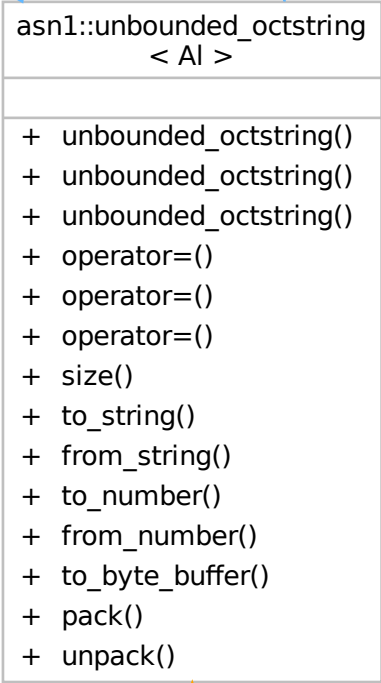 asn1::unbounded_octstring
< Al >
+ unbounded_octstring()
+ unbounded_octstring()
+ unbounded_octstring()
+ operator=()
+ operator=()
+ operator=()
+ size()
+ to_string()
+ from_string()
+ to_number()
+ from_number()
+ to_byte_buffer()
+ pack()
+ unpack()